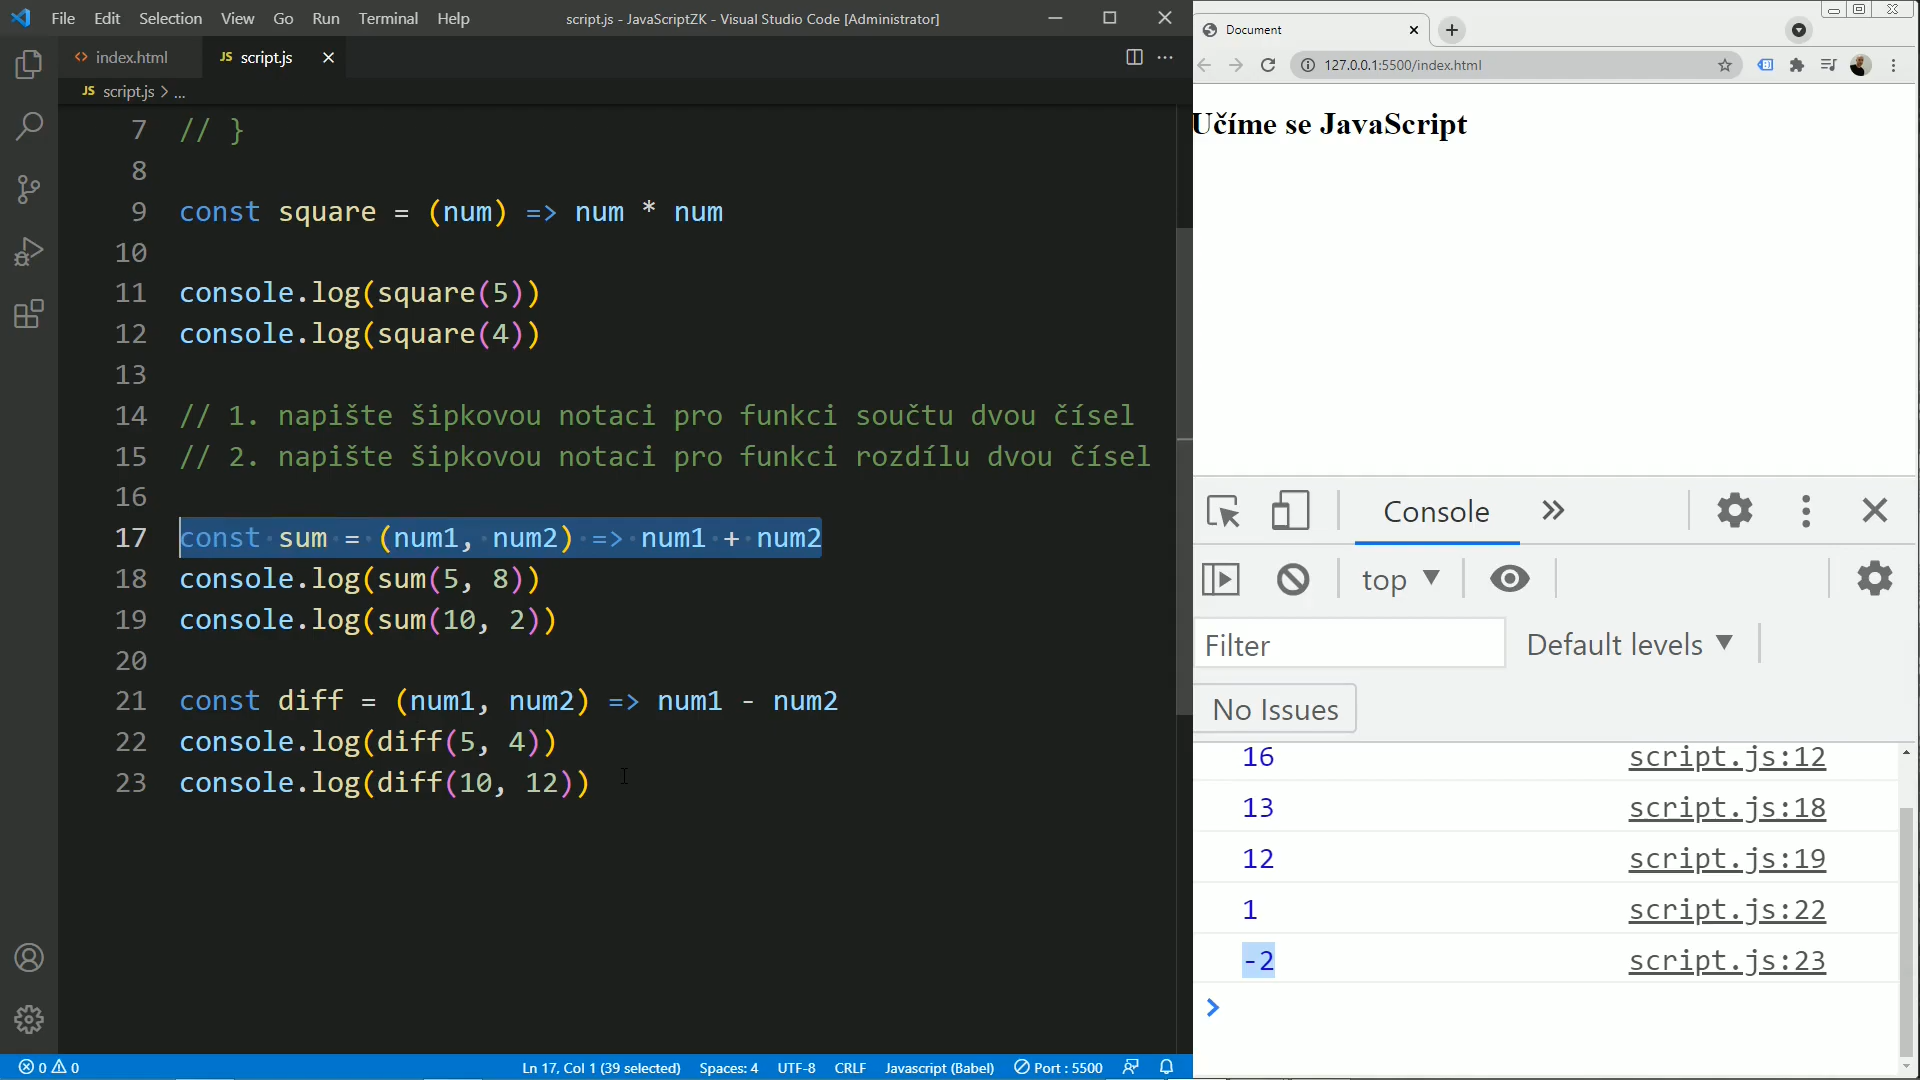 File Edit Selection View Go Run Terminal Help
script.js - JavaScriptZK - Visual Studio Code [Administrator]
index.html
JS script.js
JS script.js > ...
7 // }
8
9 const square = (num) => num * num
10
11 console.log(square(5))
12 console.log(square(4))
13
14 // 1. napište šipkovou notaci pro funkci součtu dvou čísel
15 // 2. napište šipkovou notaci pro funkci rozdílu dvou čísel
16
17 const sum = (num1, num2) => num1 + num2
18 console.log(sum(5, 8))
19 console.log(sum(10, 2))
20
21 const diff = (num1, num2) => num1 - num2
22 console.log(diff(5, 4))
23 console.log(diff(10, 12))
0 0
Ln 17, Col 1 (39 selected) Spaces: 4 UTF-8 CRLF Javascript (Babel) Port : 5500
Document
127.0.0.1:5500/index.html
Učíme se JavaScript
Console
top
Filter
Default levels
No Issues
16 script.js:12
13 script.js:18
12 script.js:19
1 script.js:22
-2 script.js:23